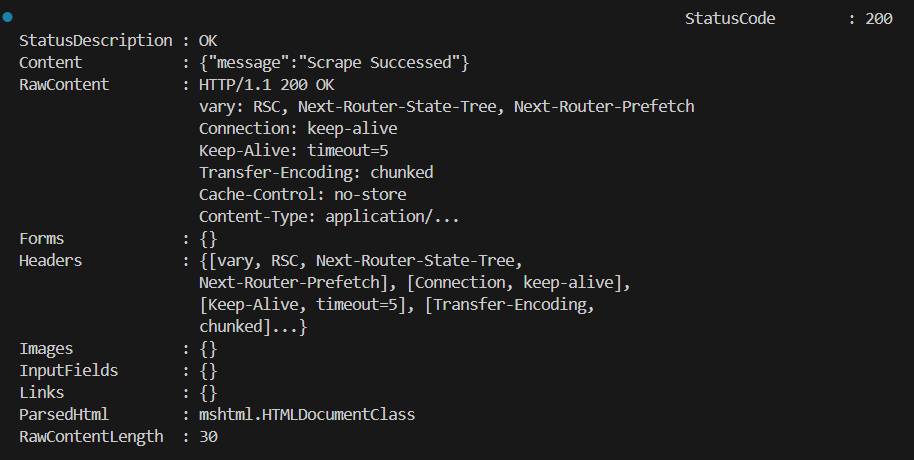 StatusCode        : 200
StatusDescription : OK
Content           : {"message":"Scrape Successed"}
RawContent        : HTTP/1.1 200 OK
                    vary: RSC, Next-Router-State-Tree, Next-Router-Prefetch
                    Connection: keep-alive
                    Keep-Alive: timeout=5
                    Transfer-Encoding: chunked
                    Cache-Control: no-store
                    Content-Type: application/...
Forms             : {}
Headers           : {[vary, RSC, Next-Router-State-Tree,
                    Next-Router-Prefetch], [Connection, keep-alive],
                    [Keep-Alive, timeout=5], [Transfer-Encoding,
                    chunked]...}
Images            : {}
InputFields       : {}
Links             : {}
ParsedHtml        : mshtml.HTMLDocumentClass
RawContentLength  : 30